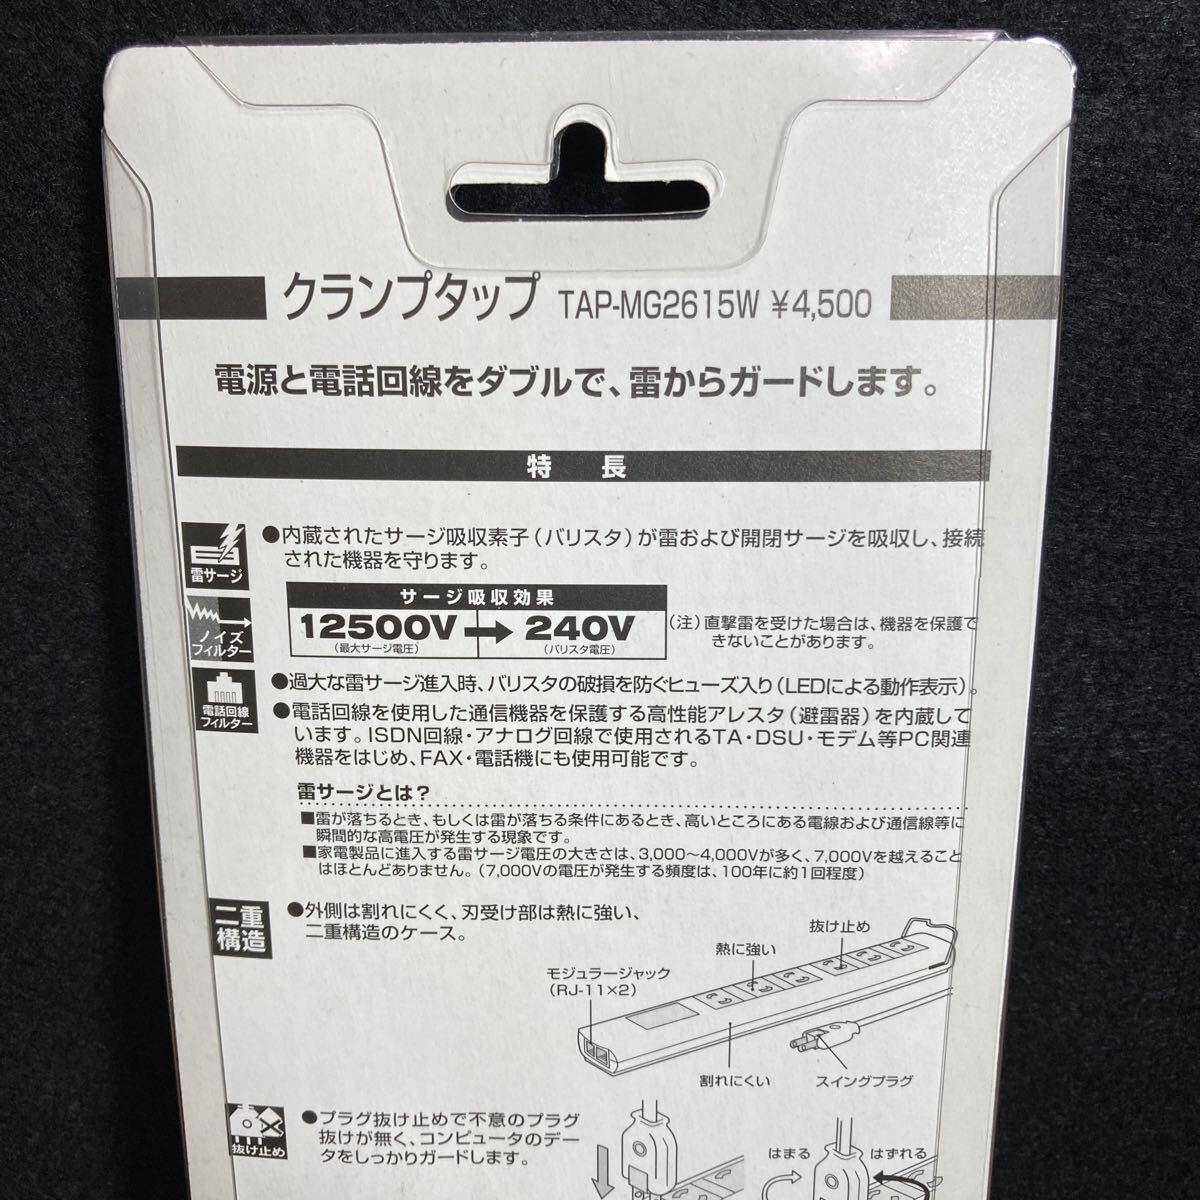 クランプタップ TAP-MG2615W ¥4,500
電源と電話回線をダブルで、雷からガードします。
特 長
雷サージ
●内蔵されたサージ吸収素子(バリスタ)が雷および開閉サージを吸収し、接続
された機器を守ります。
サージ吸収効果
12500V → 240V
(最大サージ電圧) (バリスタ電圧)
(注)直撃雷を受けた場合は、機器を保護で
きないことがあります。
ノイズ
フィルター
電話回線
フィルター
●過大な雷サージ進入時、バリスタの破損を防ぐヒューズ入り(LEDによる動作表示)。
●電話回線を使用した通信機器を保護する高性能アレスタ(避雷器)を内蔵して
います。ISDN回線・アナログ回線で使用されるTA・DSU・モデム等PC関連
機器をはじめ、FAX・電話機にも使用可能です。
雷サージとは?
■雷が落ちるとき、もしくは雷が落ちる条件にあるとき、高いところにある電線および通信線等に
瞬間的な高電圧が発生する現象です。
■家電製品に進入する雷サージ電圧の大きさは、3,000〜4,000Vが多く、7,000Vを越えること
はほとんどありません。(7,000Vの電圧が発生する頻度は、100年に約1回程度)
二重
構造
●外側は割れにくく、刃受け部は熱に強い、
二重構造のケース。
抜け止め
熱に強い
モジュラージャック
(RJ-11×2)
割れにくい
スイングプラグ
抜け止め
●プラグ抜け止めで不意のプラグ
抜けが無く、コンピュータのデー
タをしっかりガードします。
はまる
はずれる